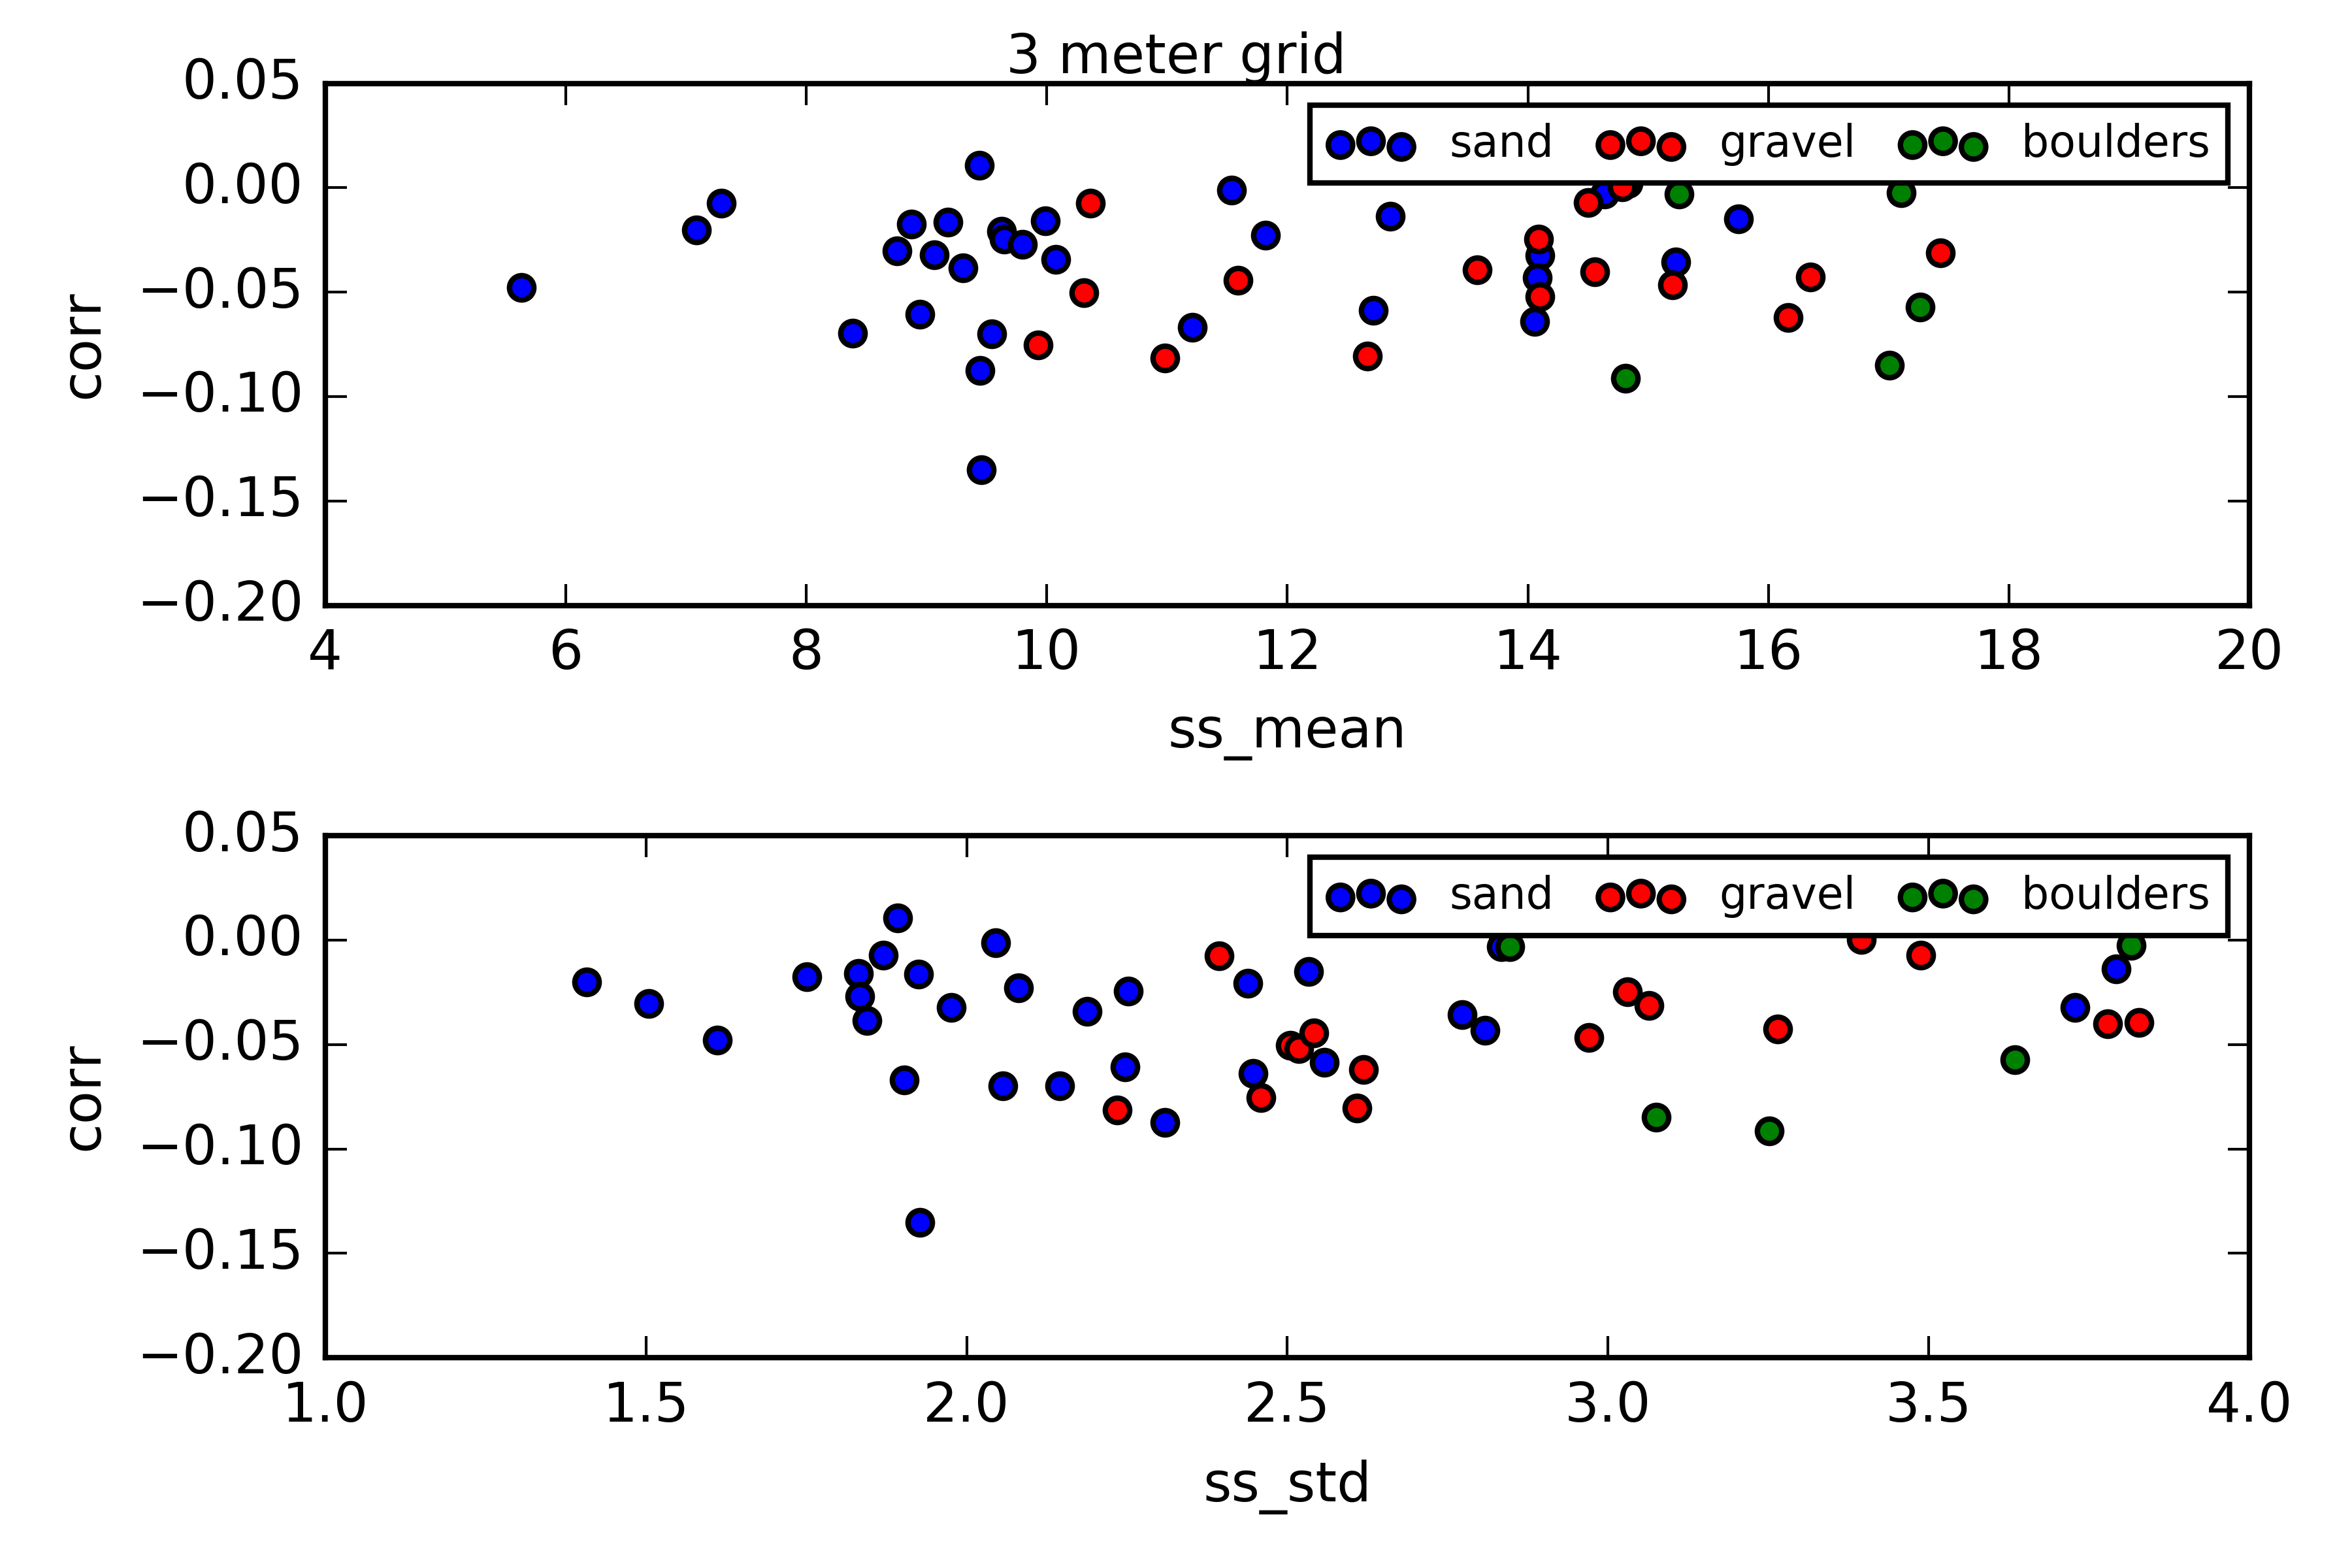 3 meter grid
0.05
sand gravel boulders
0.00
−0.05
−0.10
−0.15
−0.20
corr
4 6 8 10 12 14 16 18 20
ss_mean
0.05
sand gravel boulders
0.00
−0.05
−0.10
−0.15
−0.20
corr
1.0 1.5 2.0 2.5 3.0 3.5 4.0
ss_std